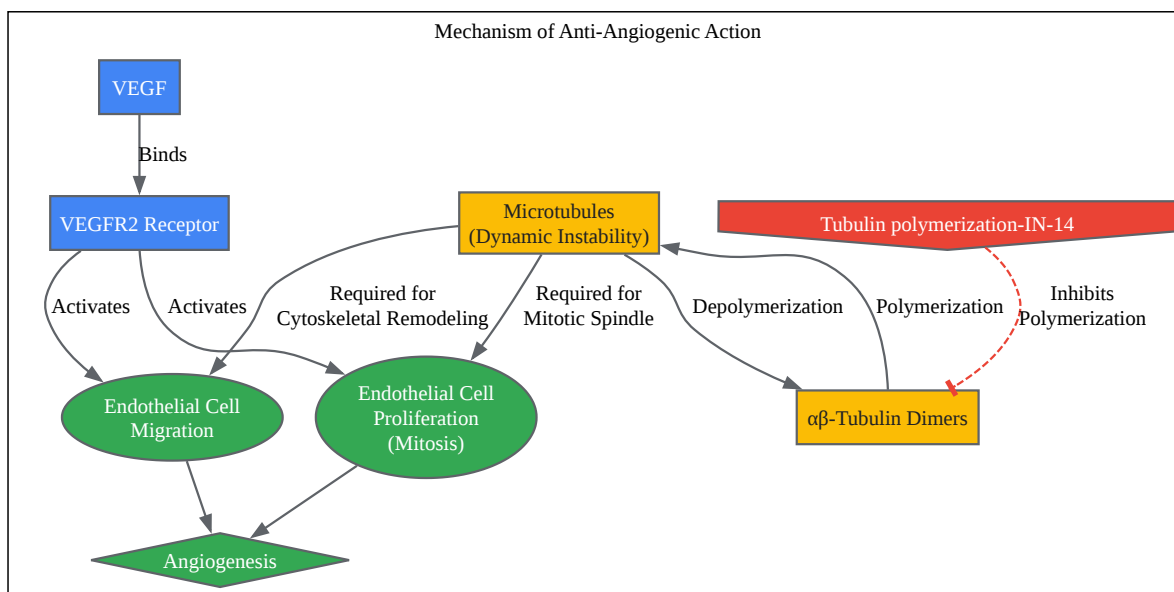 Mechanism of Anti-Angiogenic Action
VEGF
Binds
VEGFR2 Receptor
Microtubules
(Dynamic Instability)
Tubulin polymerization-IN-14
Activates
Activates
Required for
Cytoskeletal Remodeling
Required for
Mitotic Spindle
Depolymerization
Polymerization
Inhibits
Polymerization
Endothelial Cell
Migration
Endothelial Cell
Proliferation
(Mitosis)
αβ-Tubulin Dimers
Angiogenesis